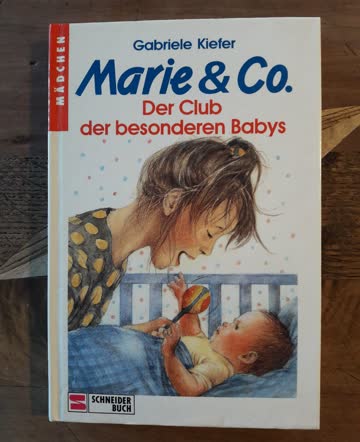 MÄDCHEN
Gabriele Kiefer
Marie & Co.
Der Club
der besonderen Babys
SCHNEIDER
BUCH